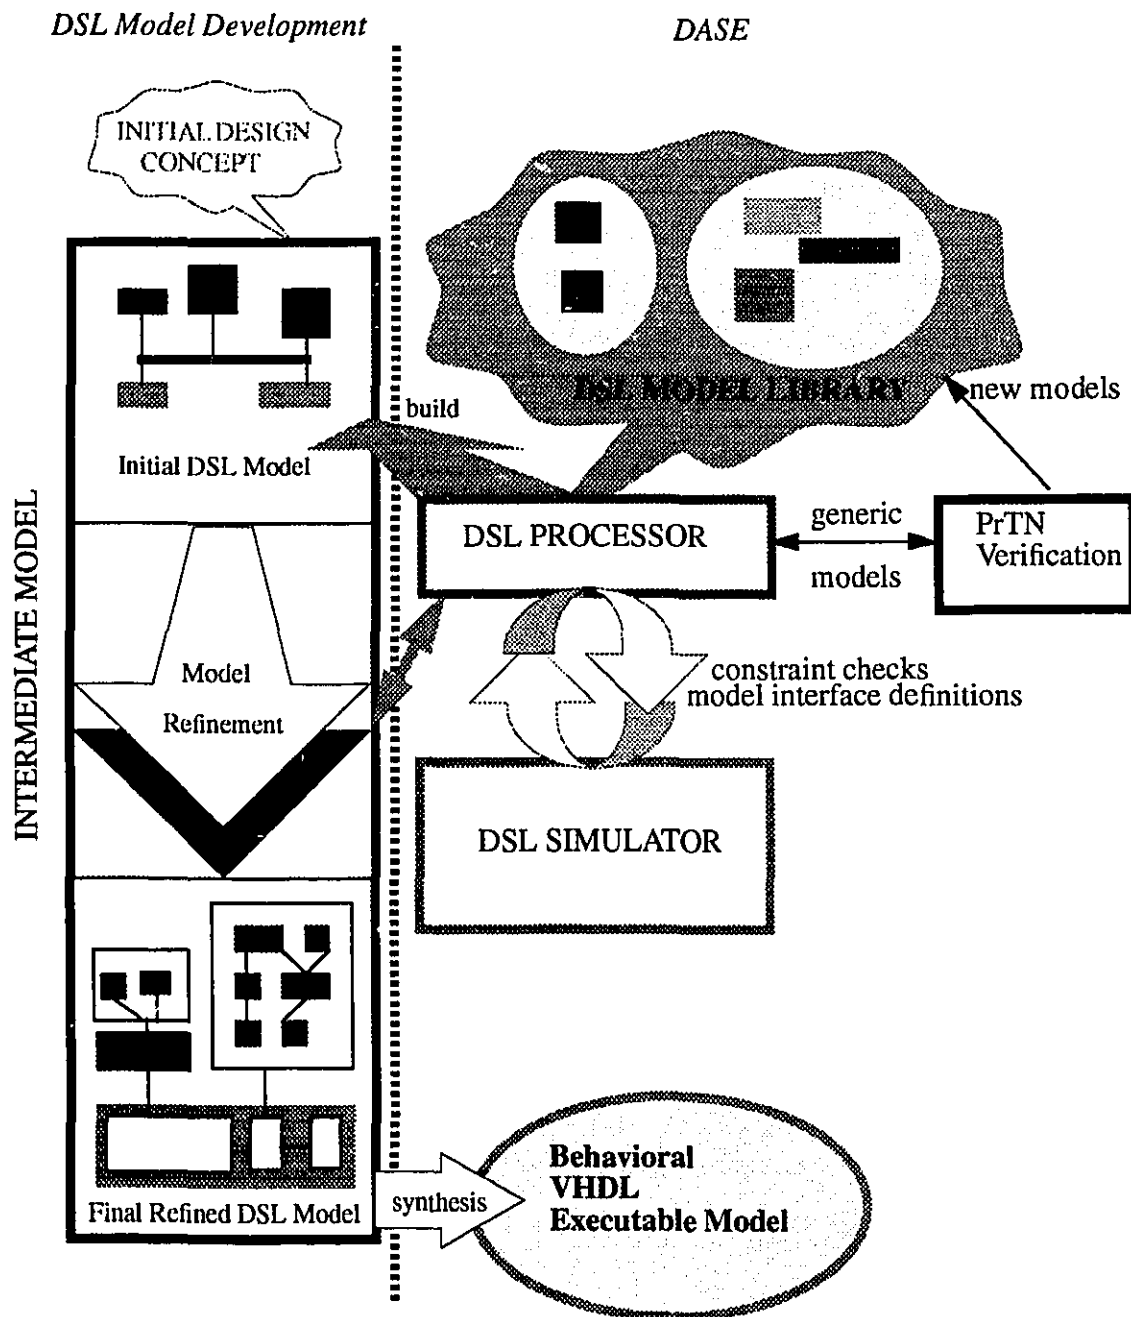 DSL Model Development
DASE
INITIAL DESIGN
CONCEPT
DSL MODEL LIBRARY
new models
build
Initial DSL Model
DSL PROCESSOR
generic
models
PrTN
Verification
INTERMEDIATE MODEL
Model
Refinement
constraint checks
model interface definitions
DSL SIMULATOR
Behavioral
VHDL
Executable Model
synthesis
Final Refined DSL Model